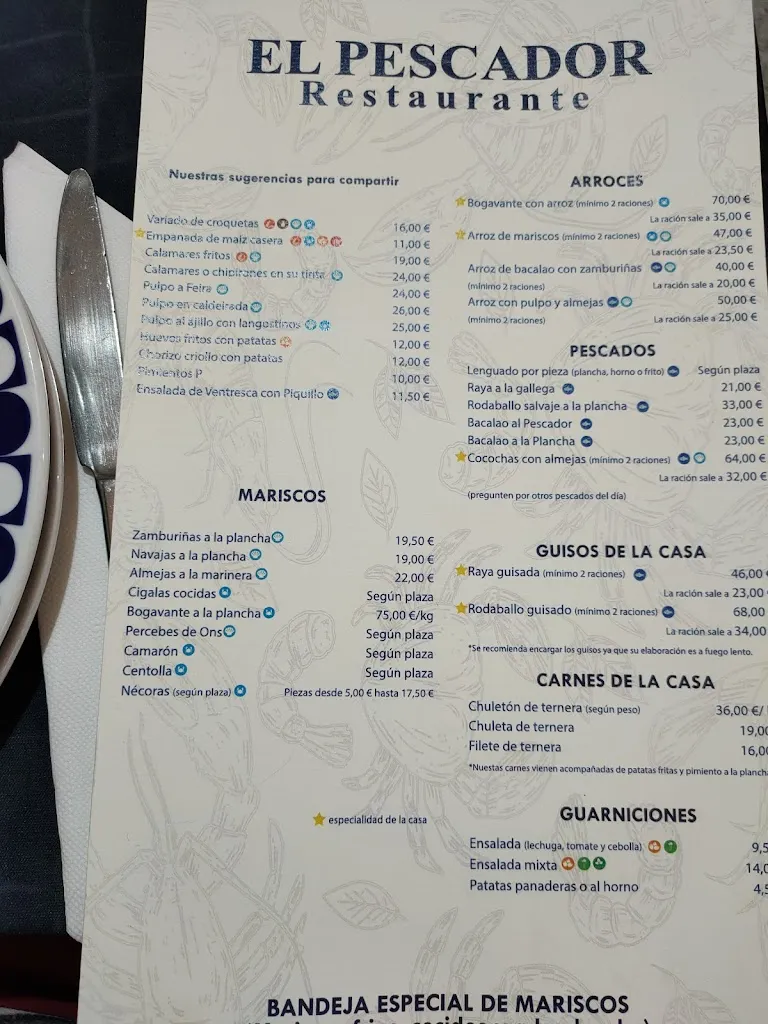 EL PESCADOR
Restaurante
Nuestras sugerencias para compartir
Variado de croquetas 16,00 €
Empanada de maiz casera 11,00 €
Calamares fritos 19,00 €
Calamares o chipirones en su tinta 24,00 €
Pulpo a Feira 24,00 €
Pulpo en caldeirada 26,00 €
Pulpo al ajillo con langostinos 25,00 €
Huevos fritos con patatas 12,00 €
Chorizo criollo con patatas 12,00 €
Pimientos P 10,00 €
Ensalada de Ventresca con Piquillo 11,50 €
MARISCOS
Zamburiñas a la plancha 19,50 €
Navajas a la plancha 19,00 €
Almejas a la marinera 22,00 €
Cigalas cocidas Según plaza
Bogavante a la plancha 75,00 €/kg
Percebes de Ons Según plaza
Camarón Según plaza
Centolla Según plaza
Nécoras (según plaza) Piezas desde 5,00 € hasta 17,50 €
especialidad de la casa
ARROCES
Bogavante con arroz (mínimo 2 raciones) 70,00 €
La ración sale a 35,00 €
Arroz de mariscos (mínimo 2 raciones) 47,00 €
La ración sale a 23,50 €
Arroz de bacalao con zamburiñas 40,00 €
(mínimo 2 raciones) La ración sale a 20,00 €
Arroz con pulpo y almejas 50,00 €
(mínimo 2 raciones) La ración sale a 25,00 €
PESCADOS
Lenguado por pieza (plancha, horno o frito) Según plaza
Raya a la gallega 21,00 €
Rodaballo salvaje a la plancha 33,00 €
Bacalao al Pescador 23,00 €
Bacalao a la Plancha 23,00 €
Cocochas con almejas (mínimo 2 raciones) 64,00 €
La ración sale a 32,00 €
(pregunten por otros pescados del día)
GUISOS DE LA CASA
Raya guisada (mínimo 2 raciones) 46,00 €
La ración sale a 23,00
Rodaballo guisado (mínimo 2 raciones) 68,00
La ración sale a 34,00
*Se recomienda encargar los guisos ya que su elaboración es a fuego lento.
CARNES DE LA CASA
Chuletón de ternera (según peso) 36,00 €/
Chuleta de ternera 19,00
Filete de ternera 16,00
*Nuestas carnes vienen acompañadas de patatas fritas y pimiento a la plancha
GUARNICIONES
Ensalada (lechuga, tomate y cebolla) 9,5
Ensalada mixta 14,0
Patatas panaderas o al horno 4,5
BANDEJA ESPECIAL DE MARISCOS